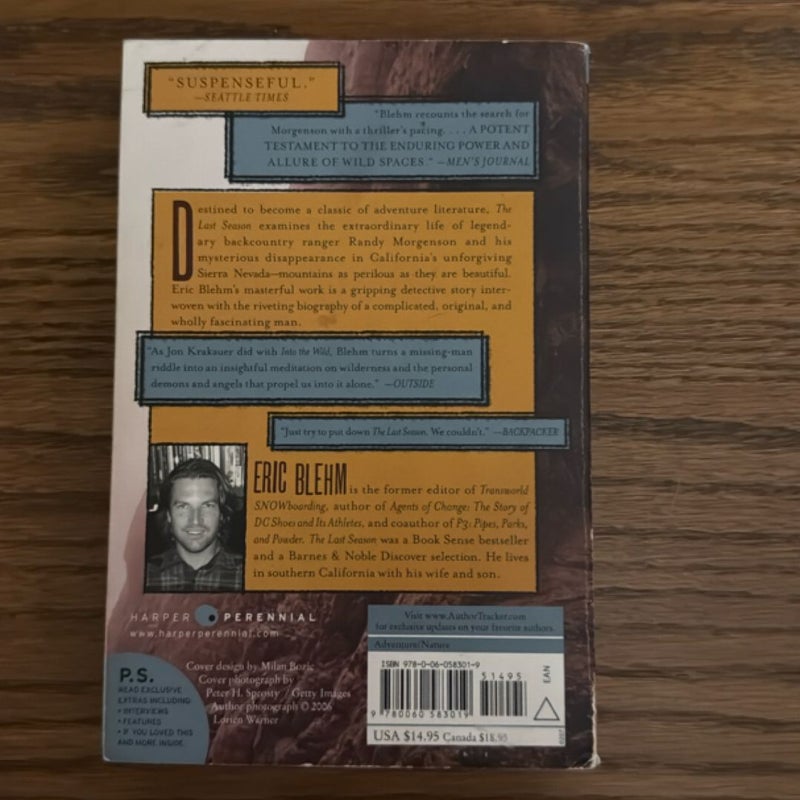 "SUSPENSEFUL."
—SEATTLE TIMES
"Blehm recounts the search for
Morgenson with a thriller's pacing. . . . A POTENT
TESTAMENT TO THE ENDURING POWER AND
ALLURE OF WILD SPACES." —MEN'S JOURNAL
Destined to become a classic of adventure literature, The
Last Season examines the extraordinary life of legend-
ary backcountry ranger Randy Morgenson and his
mysterious disappearance in California's unforgiving
Sierra Nevada—mountains as perilous as they are beautiful.
Eric Blehm's masterful work is a gripping detective story inter-
woven with the riveting biography of a complicated, original, and
wholly fascinating man.
"As Jon Krakauer did with Into the Wild, Blehm turns a missing-man
riddle into an insightful meditation on wilderness and the personal
demons and angels that propel us into it alone." —OUTSIDE
"Just try to put down The Last Season. We couldn't." —BACKPACKER
ERIC BLEHM is the former editor of Transworld
SNOWboarding, author of Agents of Change: The Story of
DC Shoes and Its Athletes, and coauthor of P3: Pipes, Parks,
and Powder. The Last Season was a Book Sense bestseller
and a Barnes & Noble Discover selection. He lives
in southern California with his wife and son.
HARPER PERENNIAL
www.harperperennial.com
P.S.
READ EXCLUSIVE
EXTRAS INCLUDING
• INTERVIEWS
• FEATURES
• IF YOU LOVED THIS
AND MORE INSIDE.
Cover design by Milan Bozic
Cover photograph by
Peter H. Sprosty Getty Images
Author photograph © 2006
Lorien Warner
Visit www.AuthorTracker.com
for exclusive updates on your favorite authors.
Adventure/Nature
ISBN 978-0-06-058301-9
51495
EAN
9 780060 583019
USA $14.95 Canada $18.95
0307